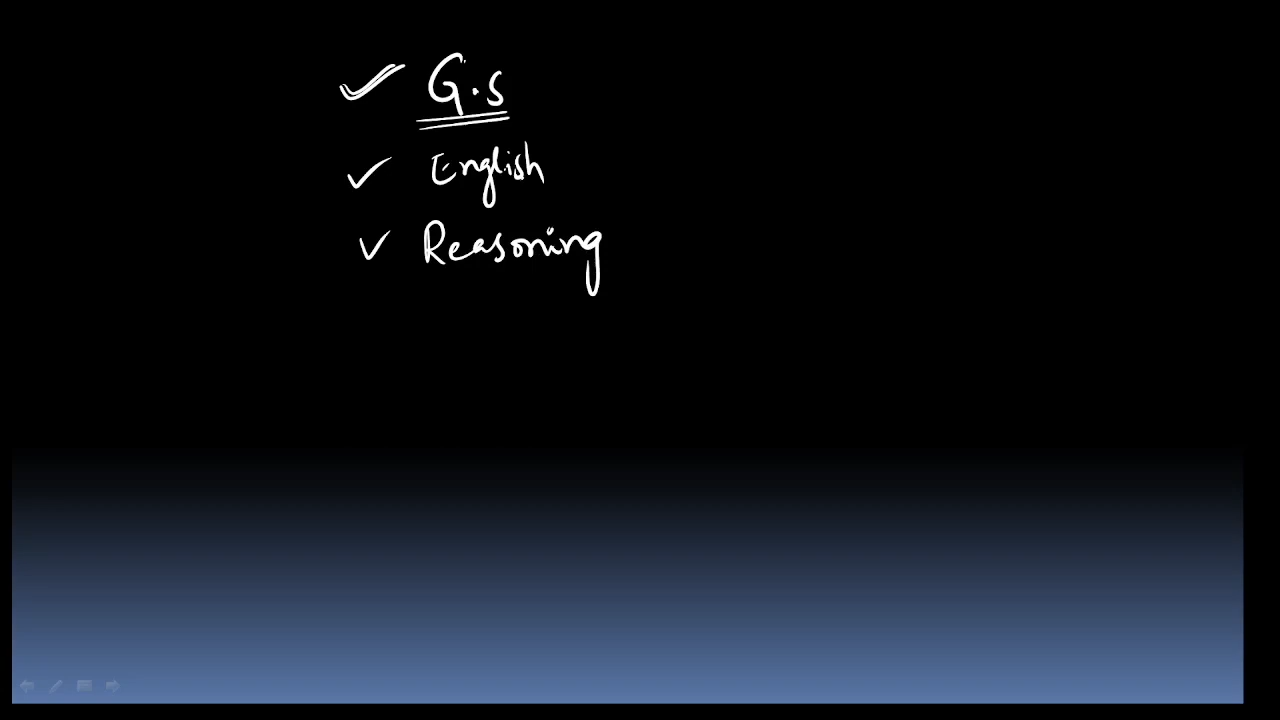 ✓ G.s
✓ English
✓ Reasoning